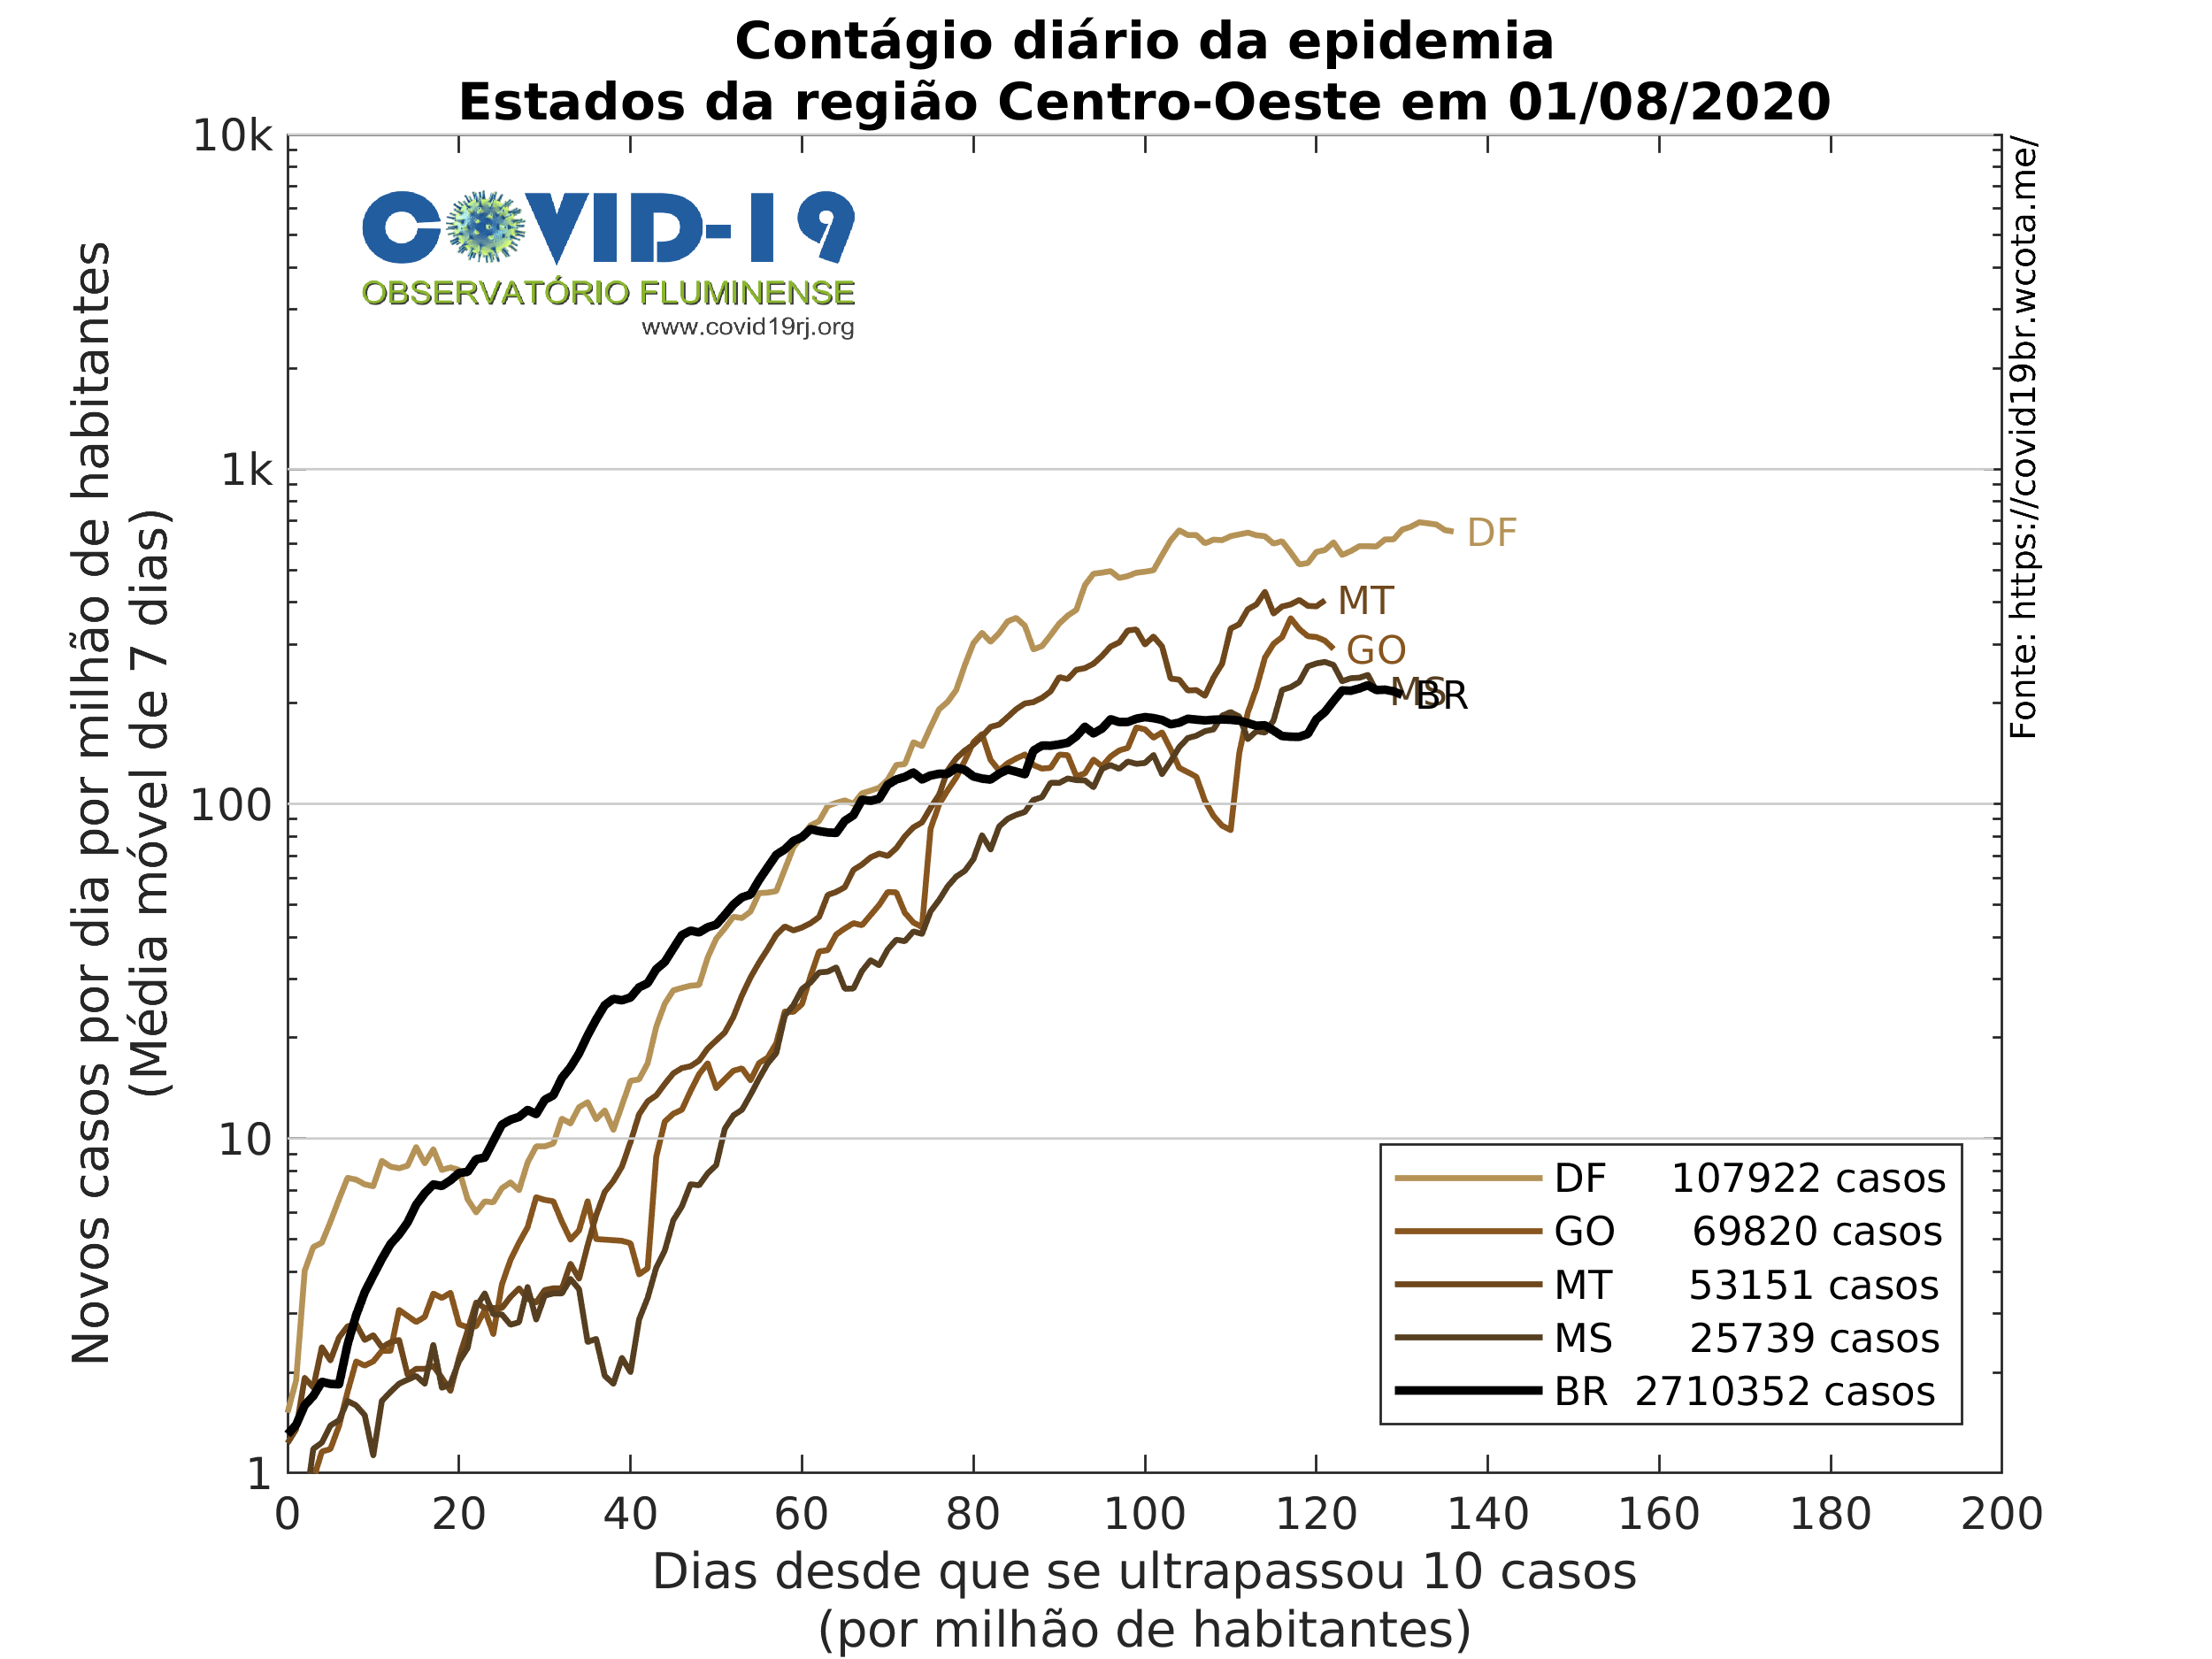 Contágio diário da epidemia
Estados da região Centro-Oeste em 01/08/2020
Novos casos por dia por milhão de habitantes
(Média móvel de 7 dias)
10k
1k
100
10
1
COVID-19
OBSERVATÓRIO FLUMINENSE
www.covid19rj.org
Fonte: https://covid19br.wcota.me/
DF
MT
GO
MS
BR
DF 107922 casos
GO 69820 casos
MT 53151 casos
MS 25739 casos
BR 2710352 casos
0 20 40 60 80 100 120 140 160 180 200
Dias desde que se ultrapassou 10 casos
(por milhão de habitantes)